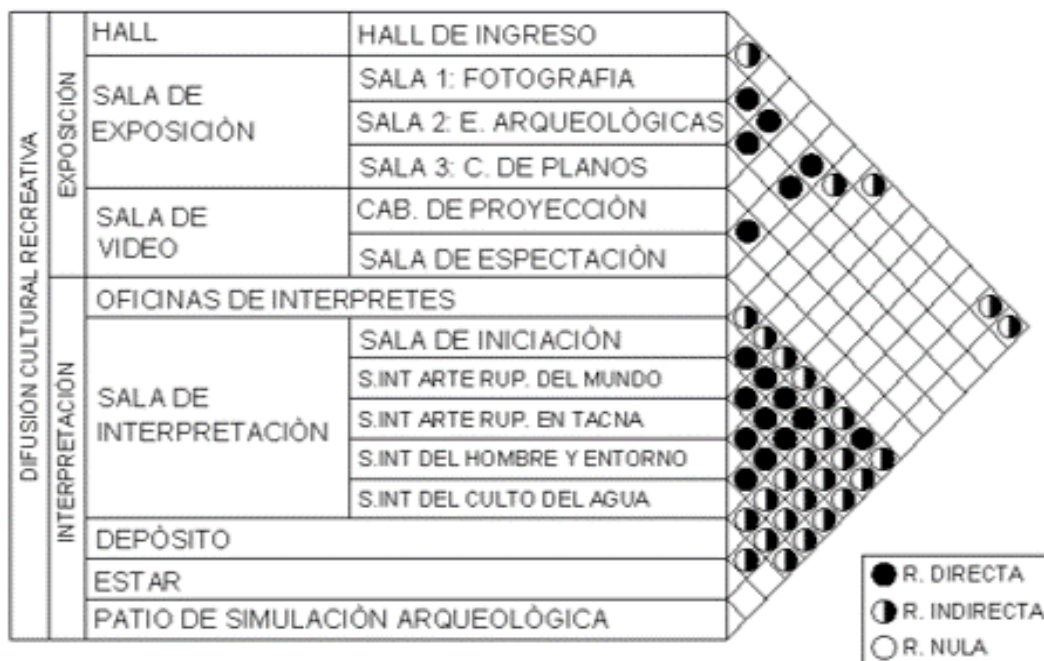 DIFUSIÓN CULTURAL RECREATIVA
EXPOSICIÓN
HALL
HALL DE INGRESO
SALA DE
EXPOSICIÒN
SALA 1: FOTOGRAFIA
SALA 2: E. ARQUEOLÒGICAS
SALA 3: C. DE PLANOS
SALA DE
VIDEO
CAB. DE PROYECCIÒN
SALA DE ESPECTACIÒN
INTERPRETACIÓN
OFICINAS DE INTERPRETES
SALA DE
INTERPRETACIÒN
SALA DE INICIACIÒN
S.INT ARTE RUP. DEL MUNDO
S.INT ARTE RUP. EN TACNA
S.INT DEL HOMBRE Y ENTORNO
S.INT DEL CULTO DEL AGUA
DEPÒSITO
ESTAR
PATIO DE SIMULACIÒN ARQUEOLÒGICA
R. DIRECTA
R. INDIRECTA
R. NULA